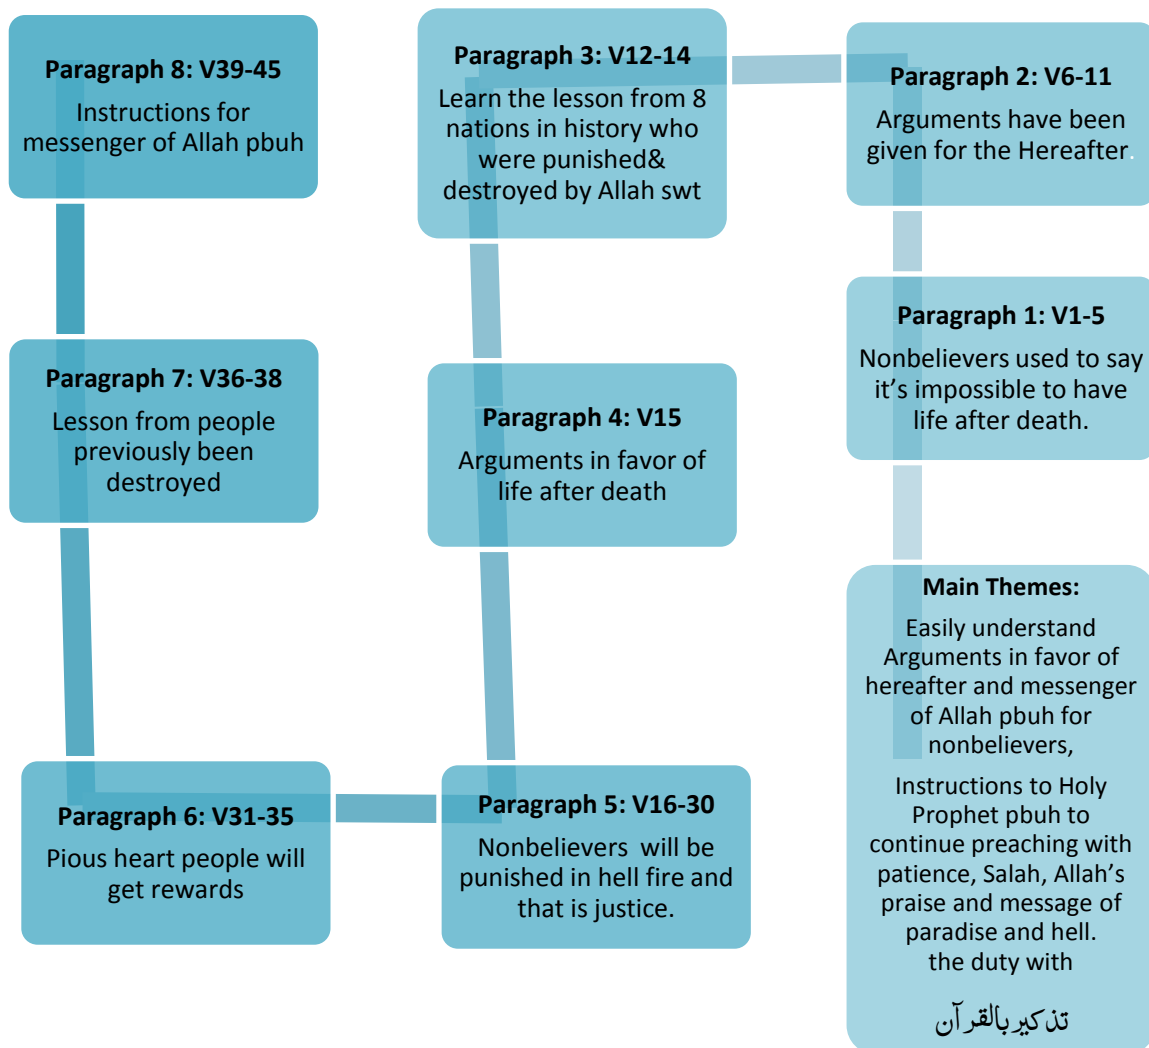 Main Themes:
Easily understand
Arguments in favor of
hereafter and messenger
of Allah pbuh for
nonbelievers,
Instructions to Holy
Prophet pbuh to
continue preaching with
patience, Salah, Allah’s
praise and message of
paradise and hell.
the duty with
تذکیر بالقرآن
Paragraph 1: V1-5
Nonbelievers used to say
it’s impossible to have
life after death.
Paragraph 2: V6-11
Arguments have been
given for the Hereafter.
Paragraph 3: V12-14
Learn the lesson from 8
nations in history who
were punished&
destroyed by Allah swt
Paragraph 4: V15
Arguments in favor of
life after death
Paragraph 5: V16-30
Nonbelievers  will be
punished in hell fire and
that is justice.
Paragraph 6: V31-35
Pious heart people will
get rewards
Paragraph 7: V36-38
Lesson from people
previously been
destroyed
Paragraph 8: V39-45
Instructions for
messenger of Allah pbuh